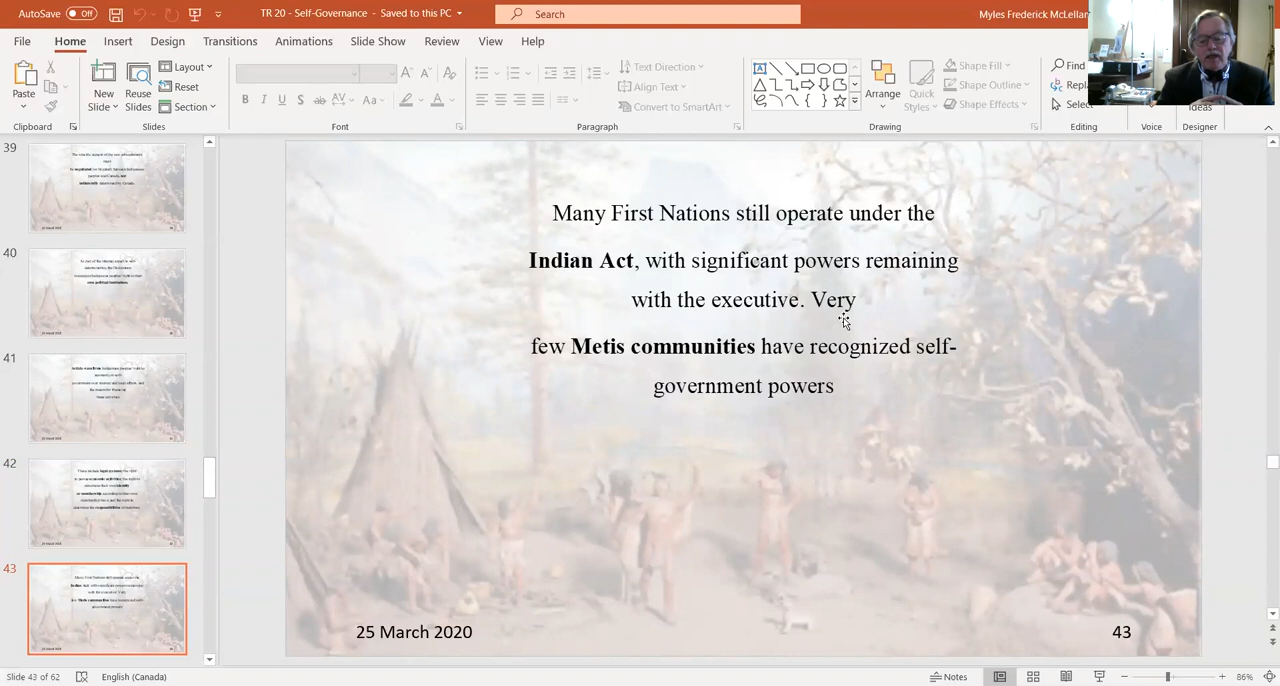 AutoSave Off TR 20 - Self-Governance - Saved to this PC Search Myles Frederick McLellan
File Home Insert Design Transitions Animations Slide Show Review View Help
Paste New Slide Reuse Slides Layout Reset Section Text Direction Align Text Convert to SmartArt Arrange Quick Styles Shape Fill Shape Outline Shape Effects Find
B I U S ab AV Aa
Clipboard Slides Font Paragraph Drawing Editing Voice Designer
39
40
41
42
43
Many First Nations still operate under the
Indian Act, with significant powers remaining
with the executive. Very
few Metis communities have recognized self-
government powers
25 March 2020 43
Slide 43 of 62 English (Canada) Notes 86%